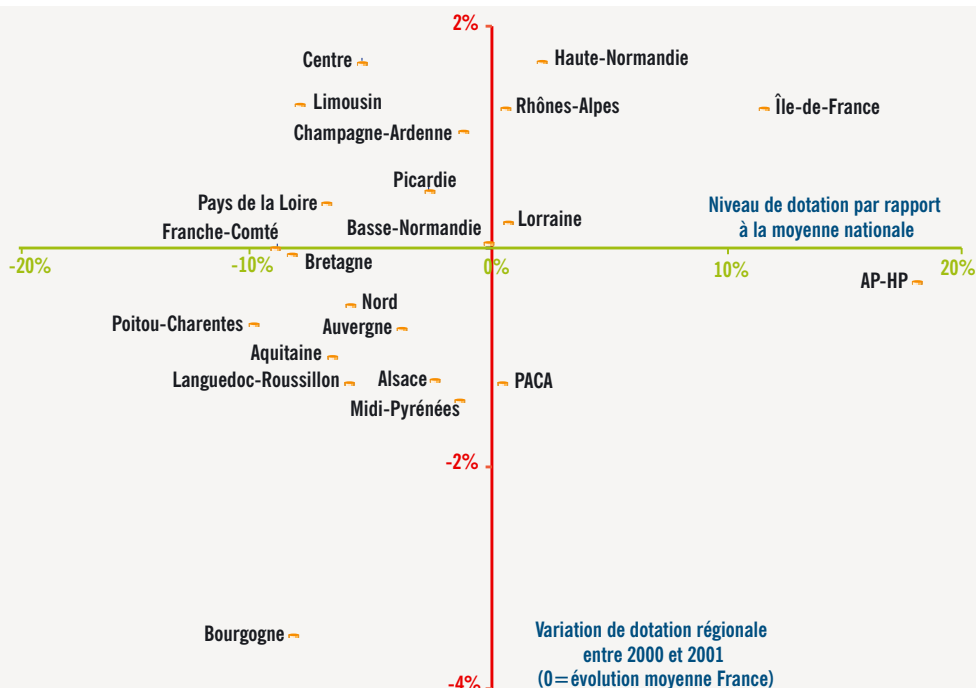 2%
Centre
Haute-Normandie
Limousin
Rhônes-Alpes
Île-de-France
Champagne-Ardenne
Picardie
Pays de la Loire
Niveau de dotation par rapport
à la moyenne nationale
Lorraine
Basse-Normandie
Franche-Comté
-20%
-10%
Bretagne
0%
10%
20%
AP-HP
Nord
Poitou-Charentes
Auvergne
Aquitaine
Languedoc-Roussillon
Alsace
PACA
Midi-Pyrénées
-2%
Bourgogne
Variation de dotation régionale
entre 2000 et 2001
(0=évolution moyenne France)
-4%